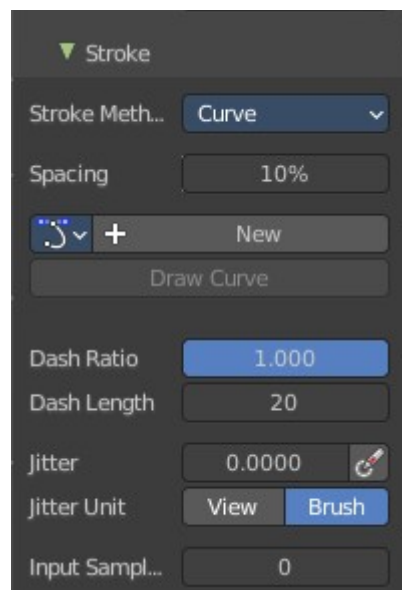 Stroke
Stroke Meth... Curve
Spacing 10%
New
Draw Curve
Dash Ratio 1.000
Dash Length 20
Jitter 0.0000
Jitter Unit View Brush
Input Sampl... 0